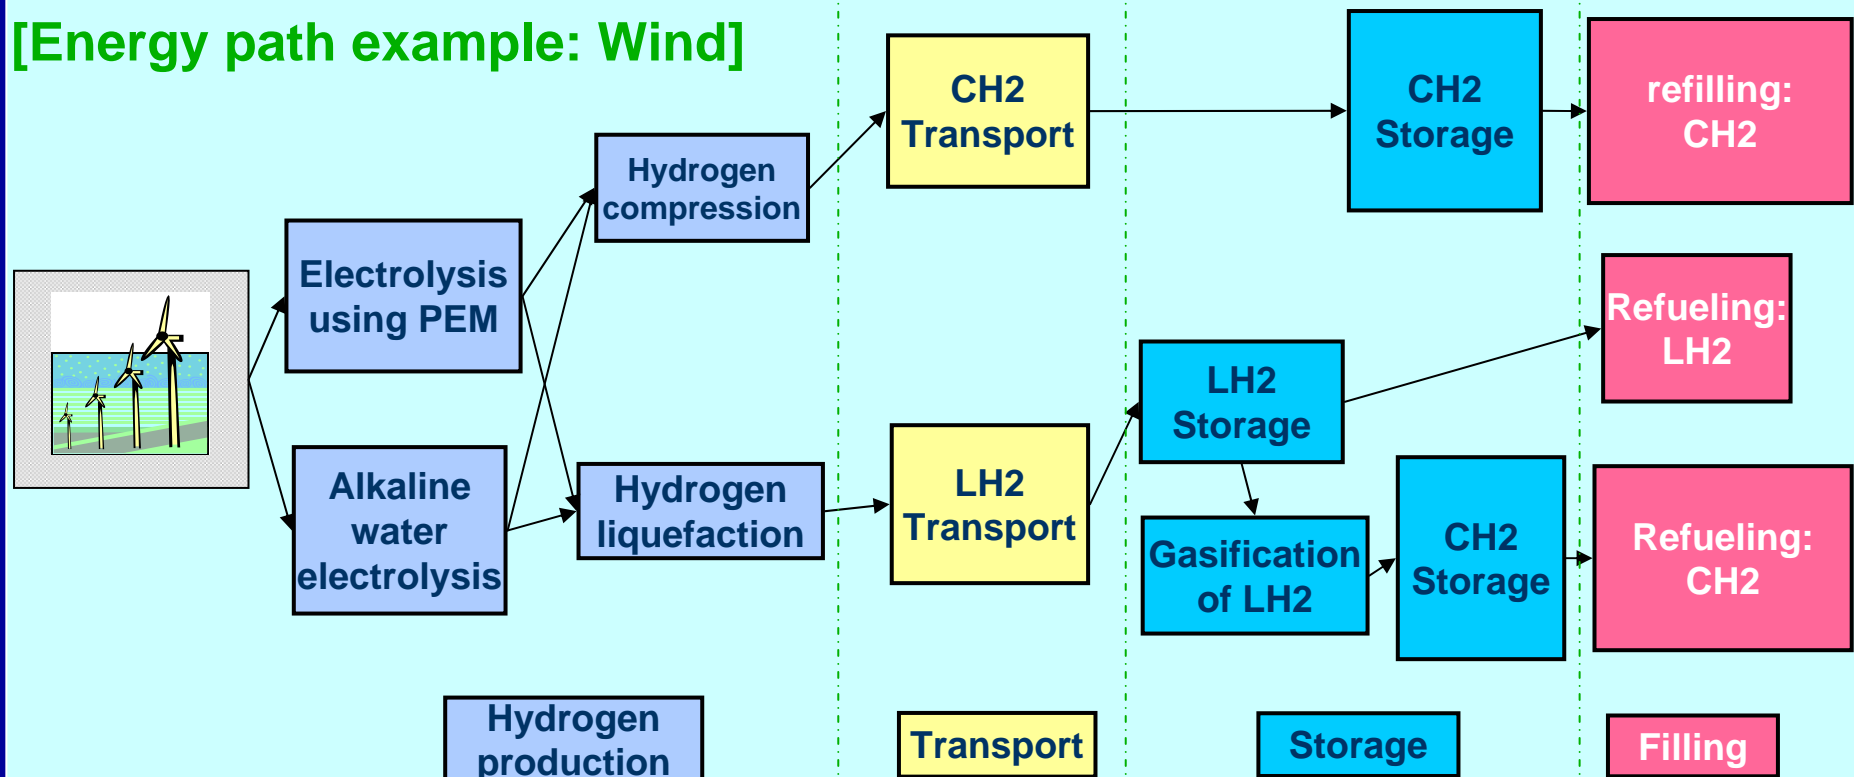 [Energy path example: Wind]
CH2
Transport
CH2
Storage
refilling:
CH2
Hydrogen
compression
Electrolysis
using PEM
Refueling:
LH2
LH2
Storage
Alkaline
water
electrolysis
Hydrogen
liquefaction
LH2
Transport
Gasification
of LH2
CH2
Storage
Refueling:
CH2
Hydrogen
production
Transport
Storage
Filling